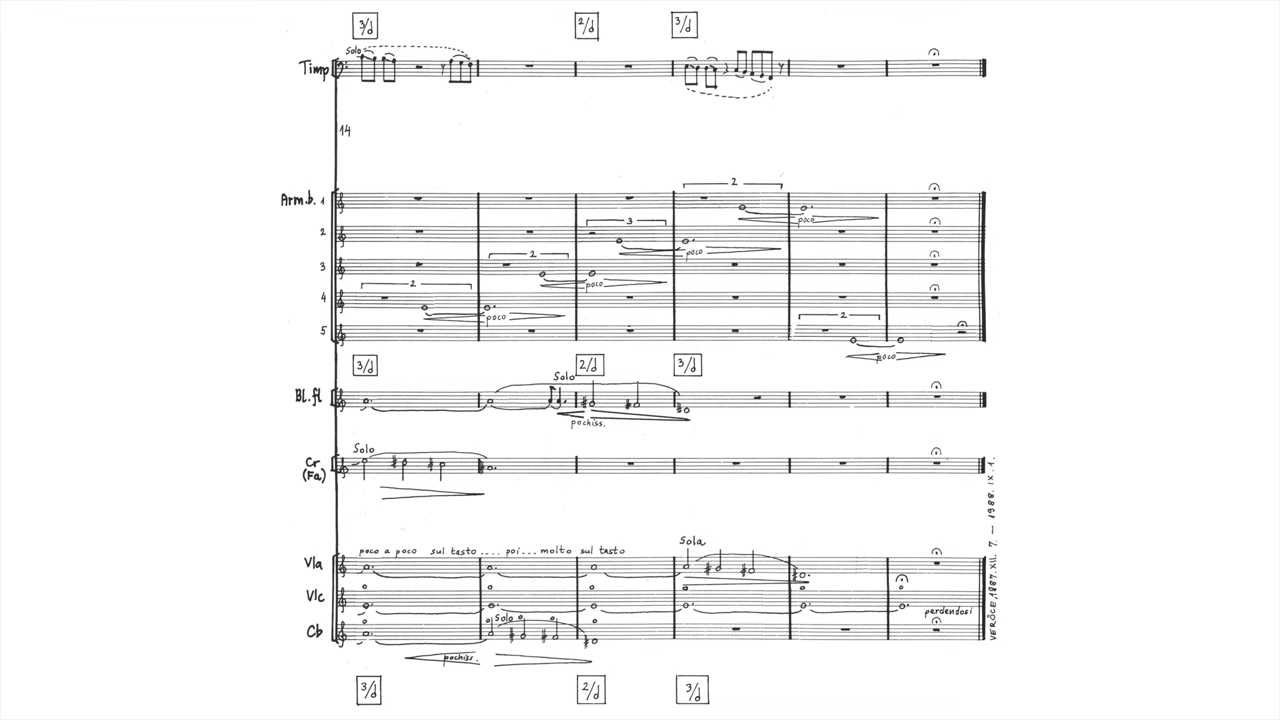 3/d 2/d 3/d
Solo
Timp
14
2
Arm.b. 1
poco
3
2
poco
2
3
poco
2
4
poco
2
5
poco
3/d 2/d 3/d
Solo
Bl.fl
pochiss.
Solo
Cr
(Fa)
poco a poco sul tasto .... poi ... molto sul tasto
Sola
Vla
Vlc
perdendosi
Solo
Cb
pochiss.
3/d 2/d 3/d
VERŐCE, 1987.XII. 7. — 1988. IX. 1.